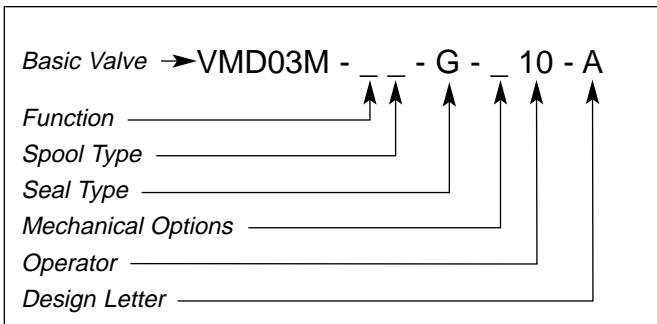 Basic Valve VMD03M - _ _ - G - _ 10 - A
Function
Spool Type
Seal Type
Mechanical Options
Operator
Design Letter